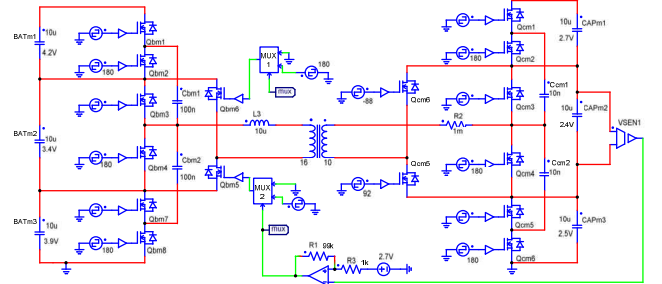 BATm1
10u
4.2V
Qbm1
180
Qbm2
Cbm1
100n
Qbm6
MUX
1
180
mux
BATm2
10u
3.4V
Qbm3
Qbm4
180
Cbm2
100n
Qbm5
L3
10u
16
10
MUX
2
mux
BATm3
10u
3.9V
Qbm7
180
Qbm8
R1
99k
R3
1k
2.7V
-88
Qcm6
Qcm5
92
R2
1m
Qcm1
180
Qcm2
Ccm1
10n
Qcm3
Ccm2
10n
180
Qcm4
Qcm5
180
Qcm6
10u
CAPm1
2.7V
10u
CAPm2
2.4V
10u
CAPm3
2.5V
VSEN1